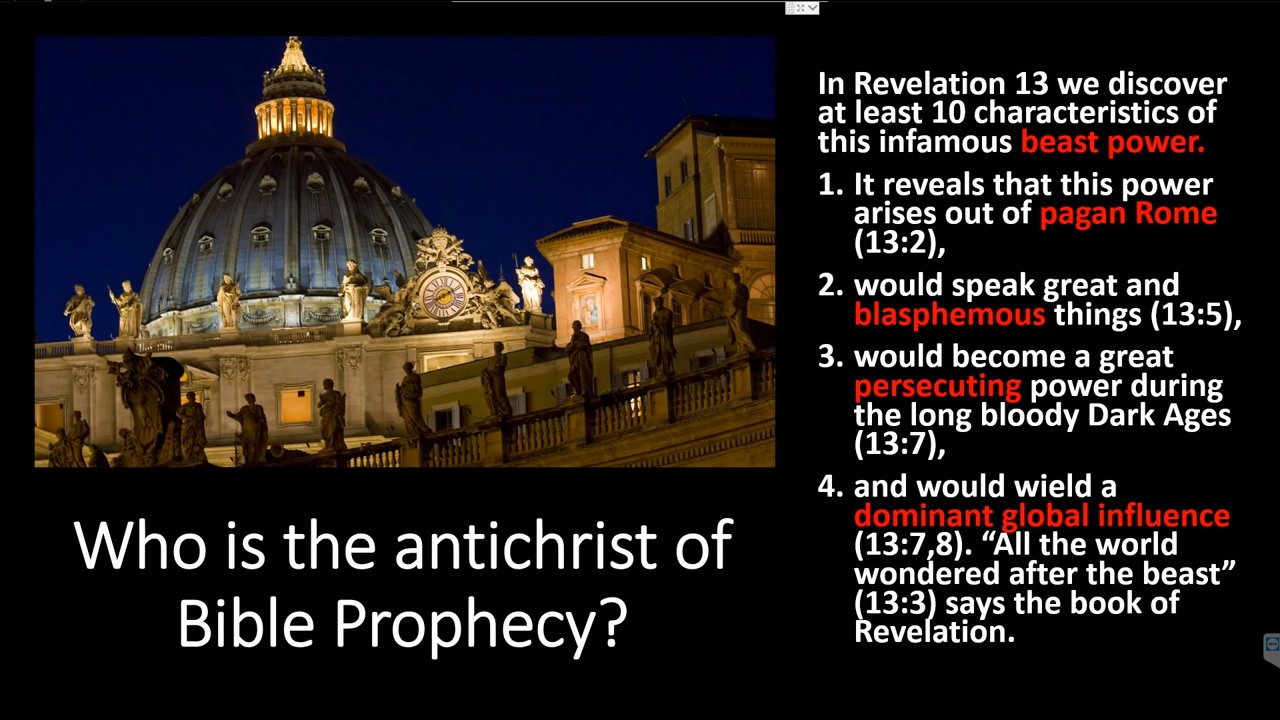 Who is the antichrist of
Bible Prophecy?
In Revelation 13 we discover
at least 10 characteristics of
this infamous beast power.
1. It reveals that this power
arises out of pagan Rome
(13:2),
2. would speak great and
blasphemous things (13:5),
3. would become a great
persecuting power during
the long bloody Dark Ages
(13:7),
4. and would wield a
dominant global influence
(13:7,8). “All the world
wondered after the beast”
(13:3) says the book of
Revelation.